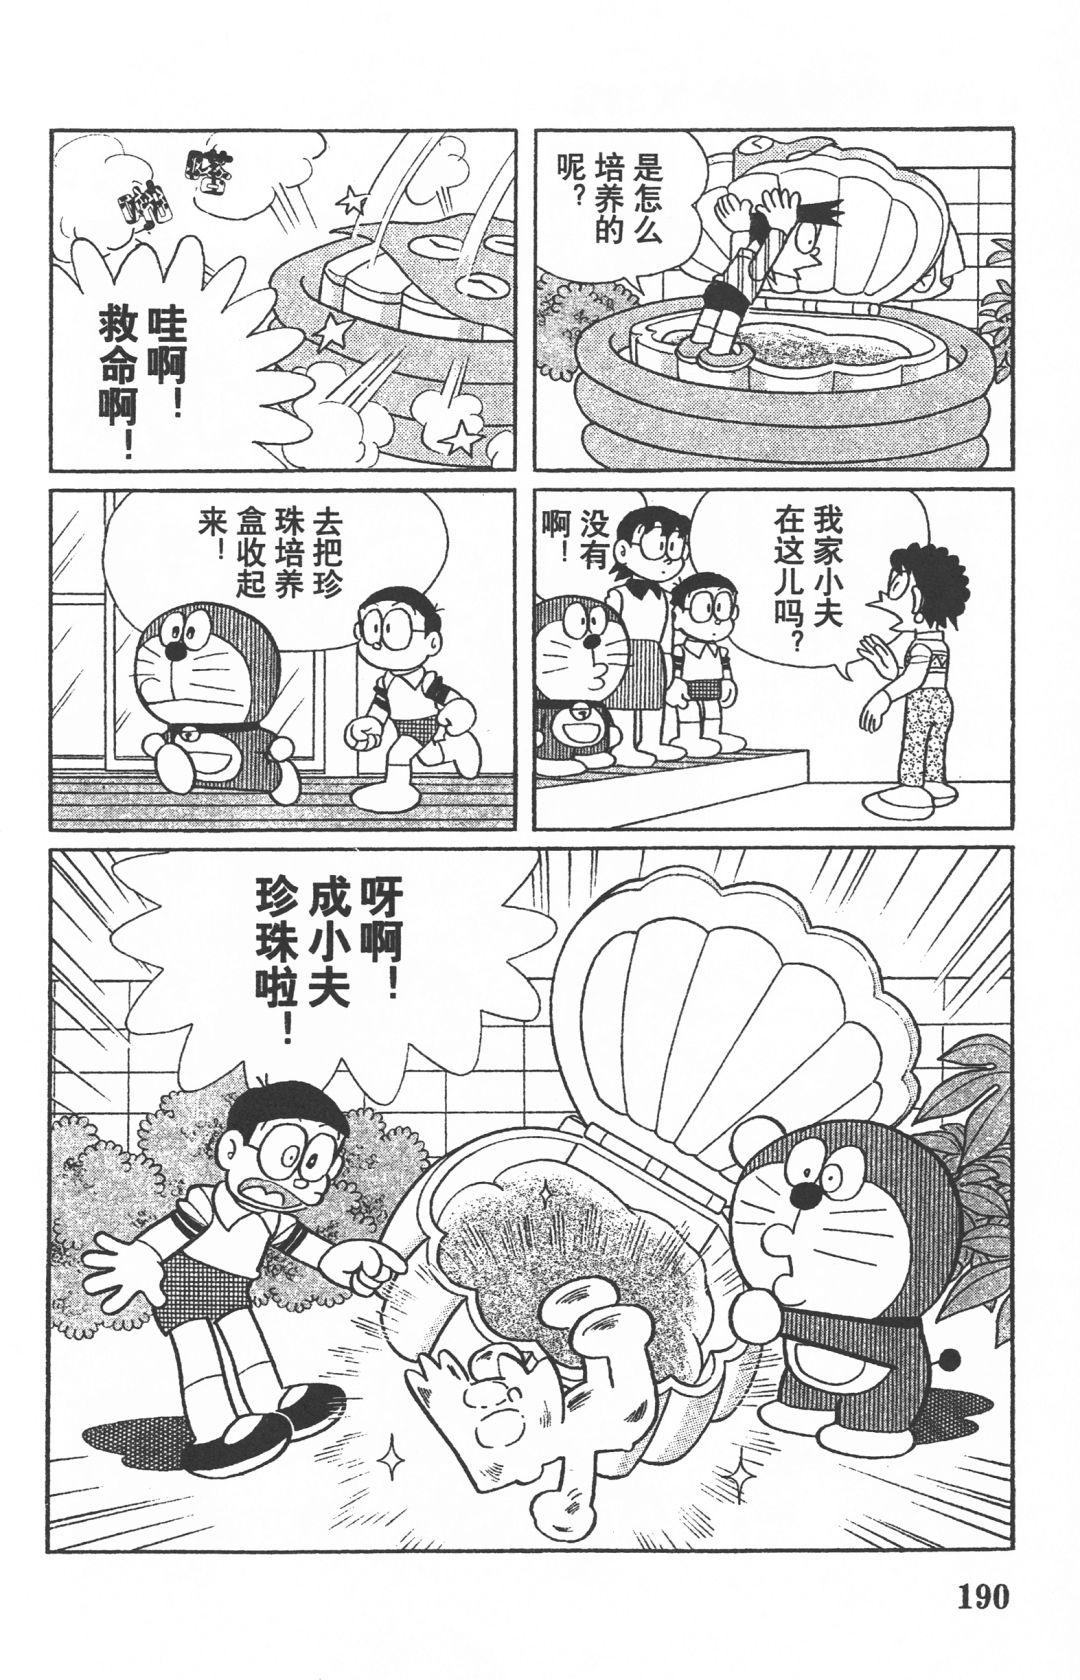 是怎么
培养的
呢？
嗒
哇啊！
救命啊！
我家小夫
在这儿吗？
没有
啊！
去把珍
珠培养
盒收起
来！
呀啊！
成小夫
珍珠啦！
190